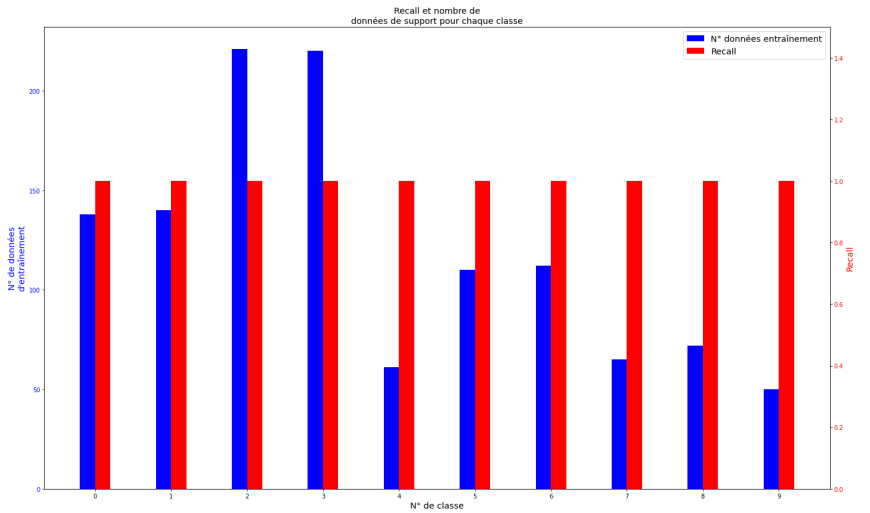 Recall et nombre de
données de support pour chaque classe
N° données entraînement
Recall
N° de données
d'entraînement
200
150
100
50
0
1.4
1.2
1.0
0.8
0.6
0.4
0.2
0.0
Recall
0 1 2 3 4 5 6 7 8 9
N° de classe